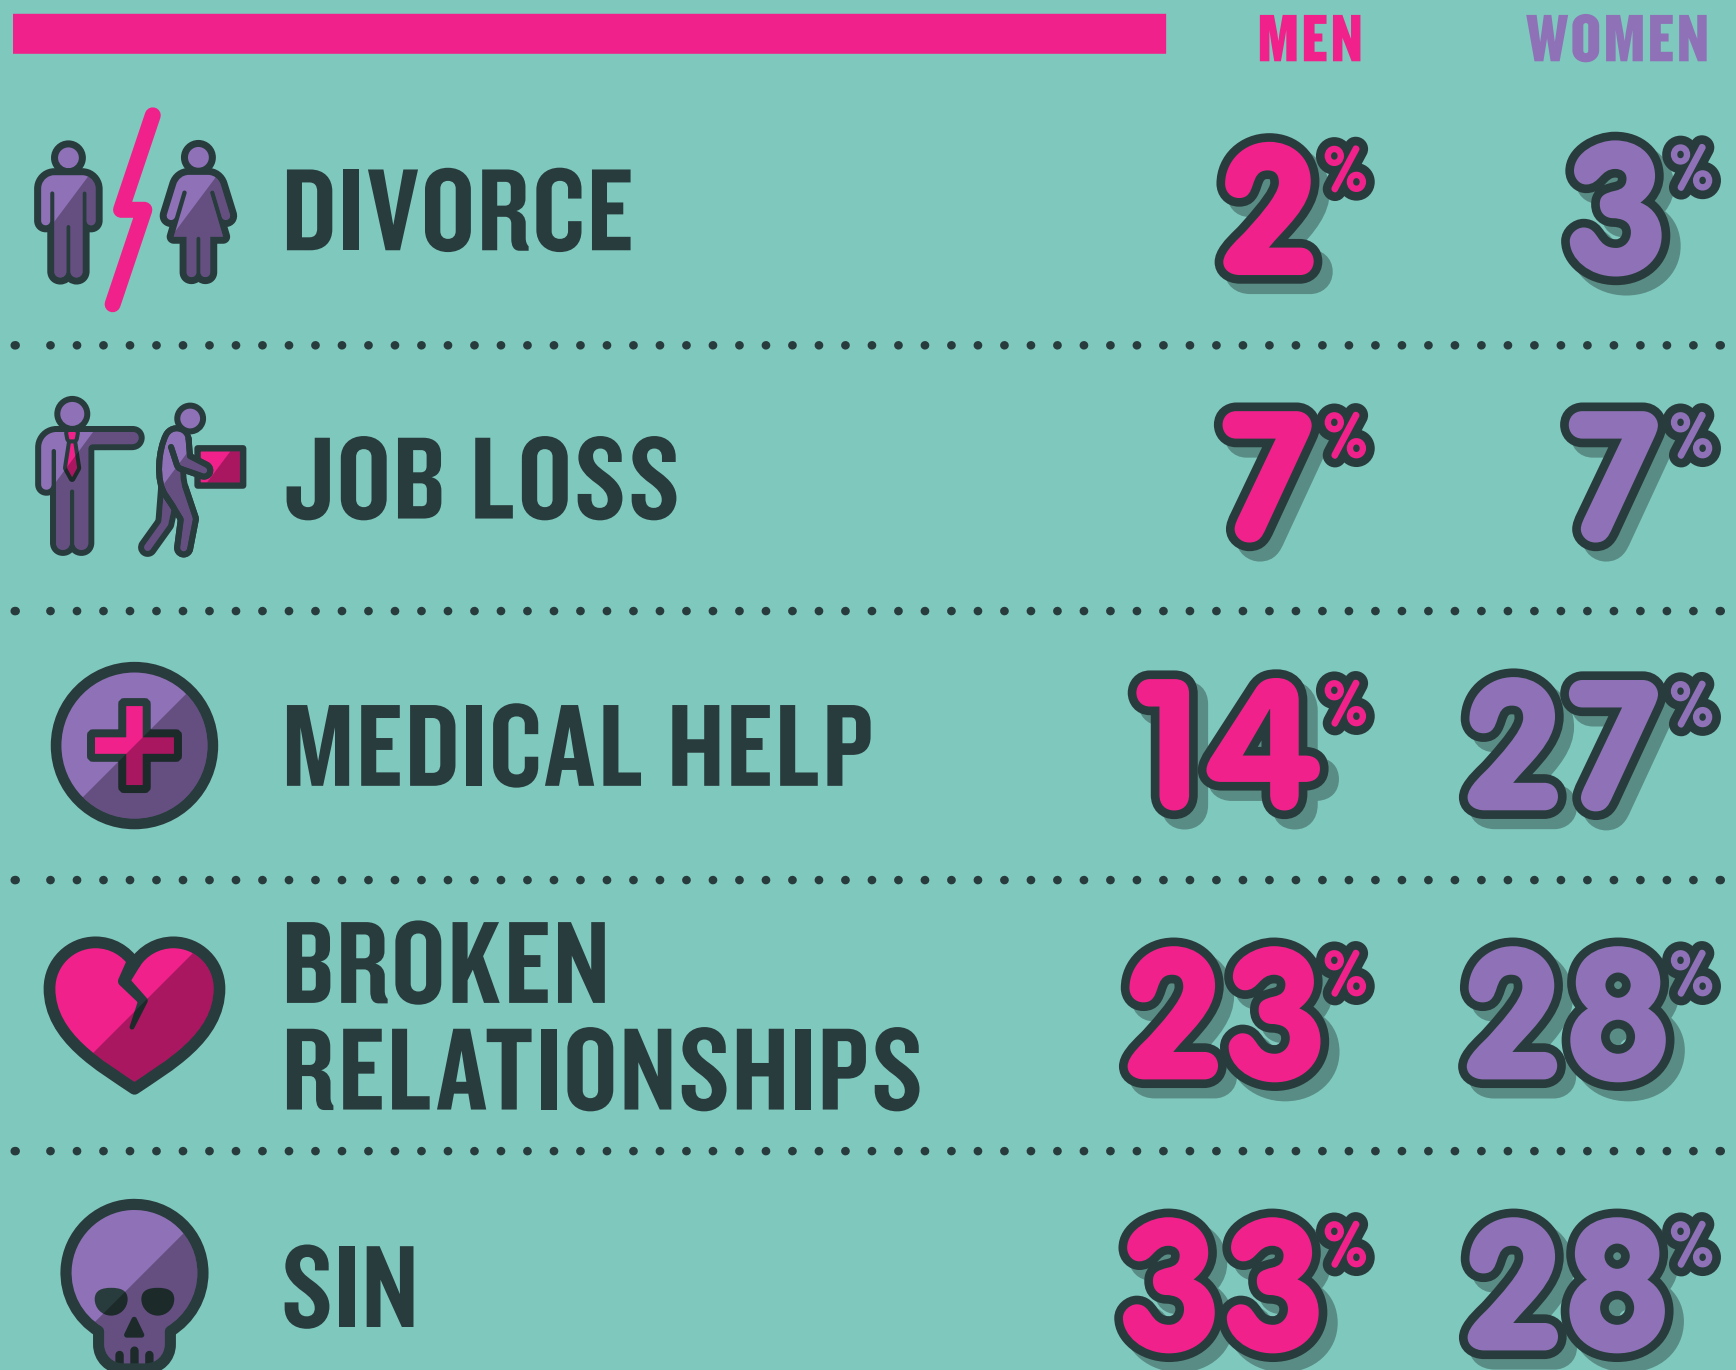 MEN WOMEN
DIVORCE 2% 3%
JOB LOSS 7% 7%
MEDICAL HELP 14% 27%
BROKEN
RELATIONSHIPS 23% 28%
SIN 33% 28%